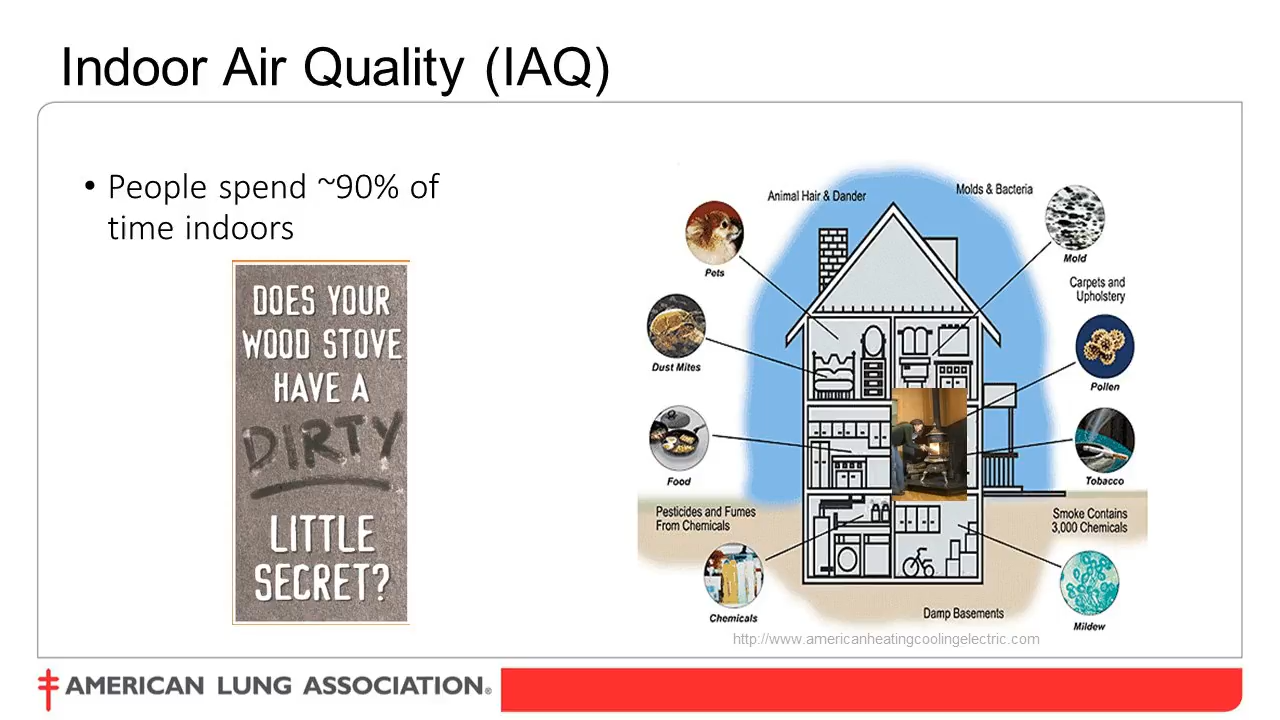 Indoor Air Quality (IAQ)
• People spend ~90% of
time indoors
DOES YOUR
WOOD STOVE
HAVE A
DIRTY
LITTLE
SECRET?
Animal Hair & Dander
Molds & Bacteria
Pets
Mold
Carpets and
Upholstery
Dust Mites
Pollen
Food
Tobacco
Pesticides and Fumes
From Chemicals
Smoke Contains
3,000 Chemicals
Chemicals
Damp Basements
Mildew
http://www.americanheatingcoolingelectric.com
AMERICAN LUNG ASSOCIATION®